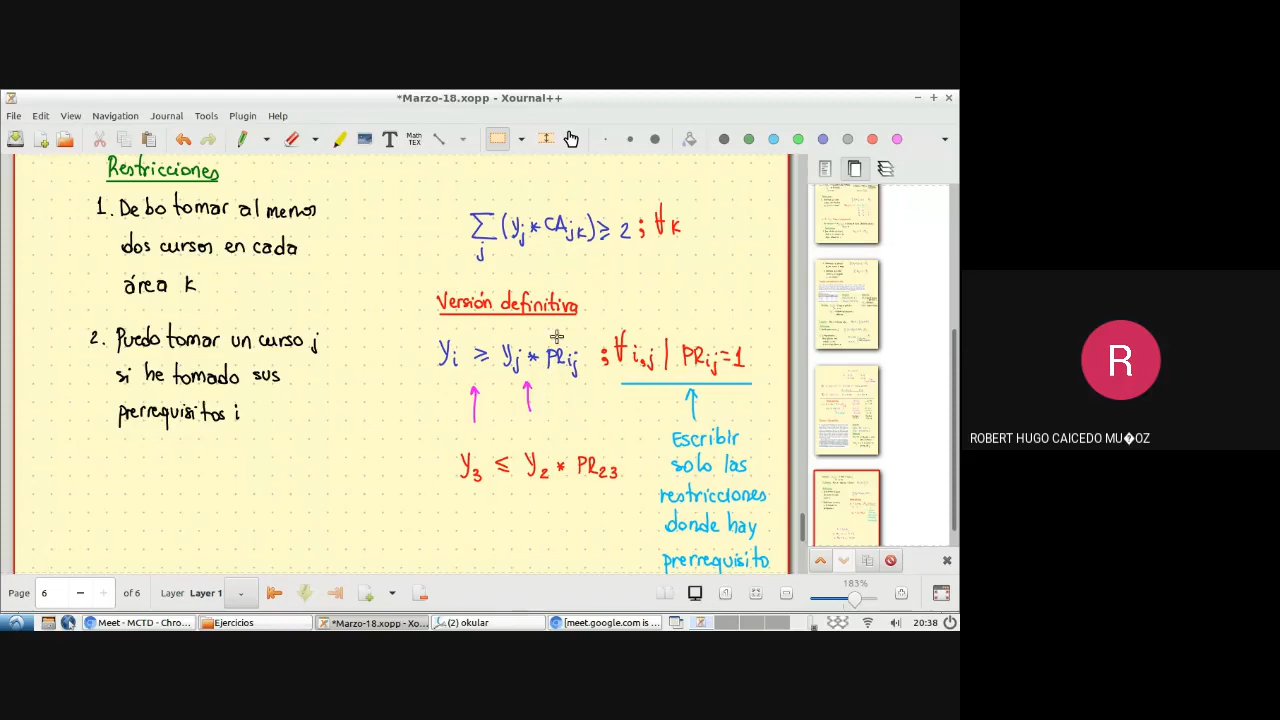 *Marzo-18.xopp - Xournal++
File Edit View Navigation Journal Tools Plugin Help
Restricciones
1. Debo tomar al menos
dos cursos en cada
área k
∑j (yj * CAjk) ≥ 2 ; ∀ k
Versión definitiva
2. Puedo tomar un curso j
si he tomado sus
prerrequisitos i
yi ≥ yj * PRij ; ∀ i,j | PRij = 1
Escribir
solo las
restricciones
donde hay
prerrequisito
y3 ≤ y2 * PR23
R
ROBERT HUGO CAICEDO MU�OZ
Page 6 of 6 Layer Layer 1 183%
Meet - MCTD - Chro... Ejercicios *Marzo-18.xopp - Xo... (2) okular [meet.google.com is ... 20:38